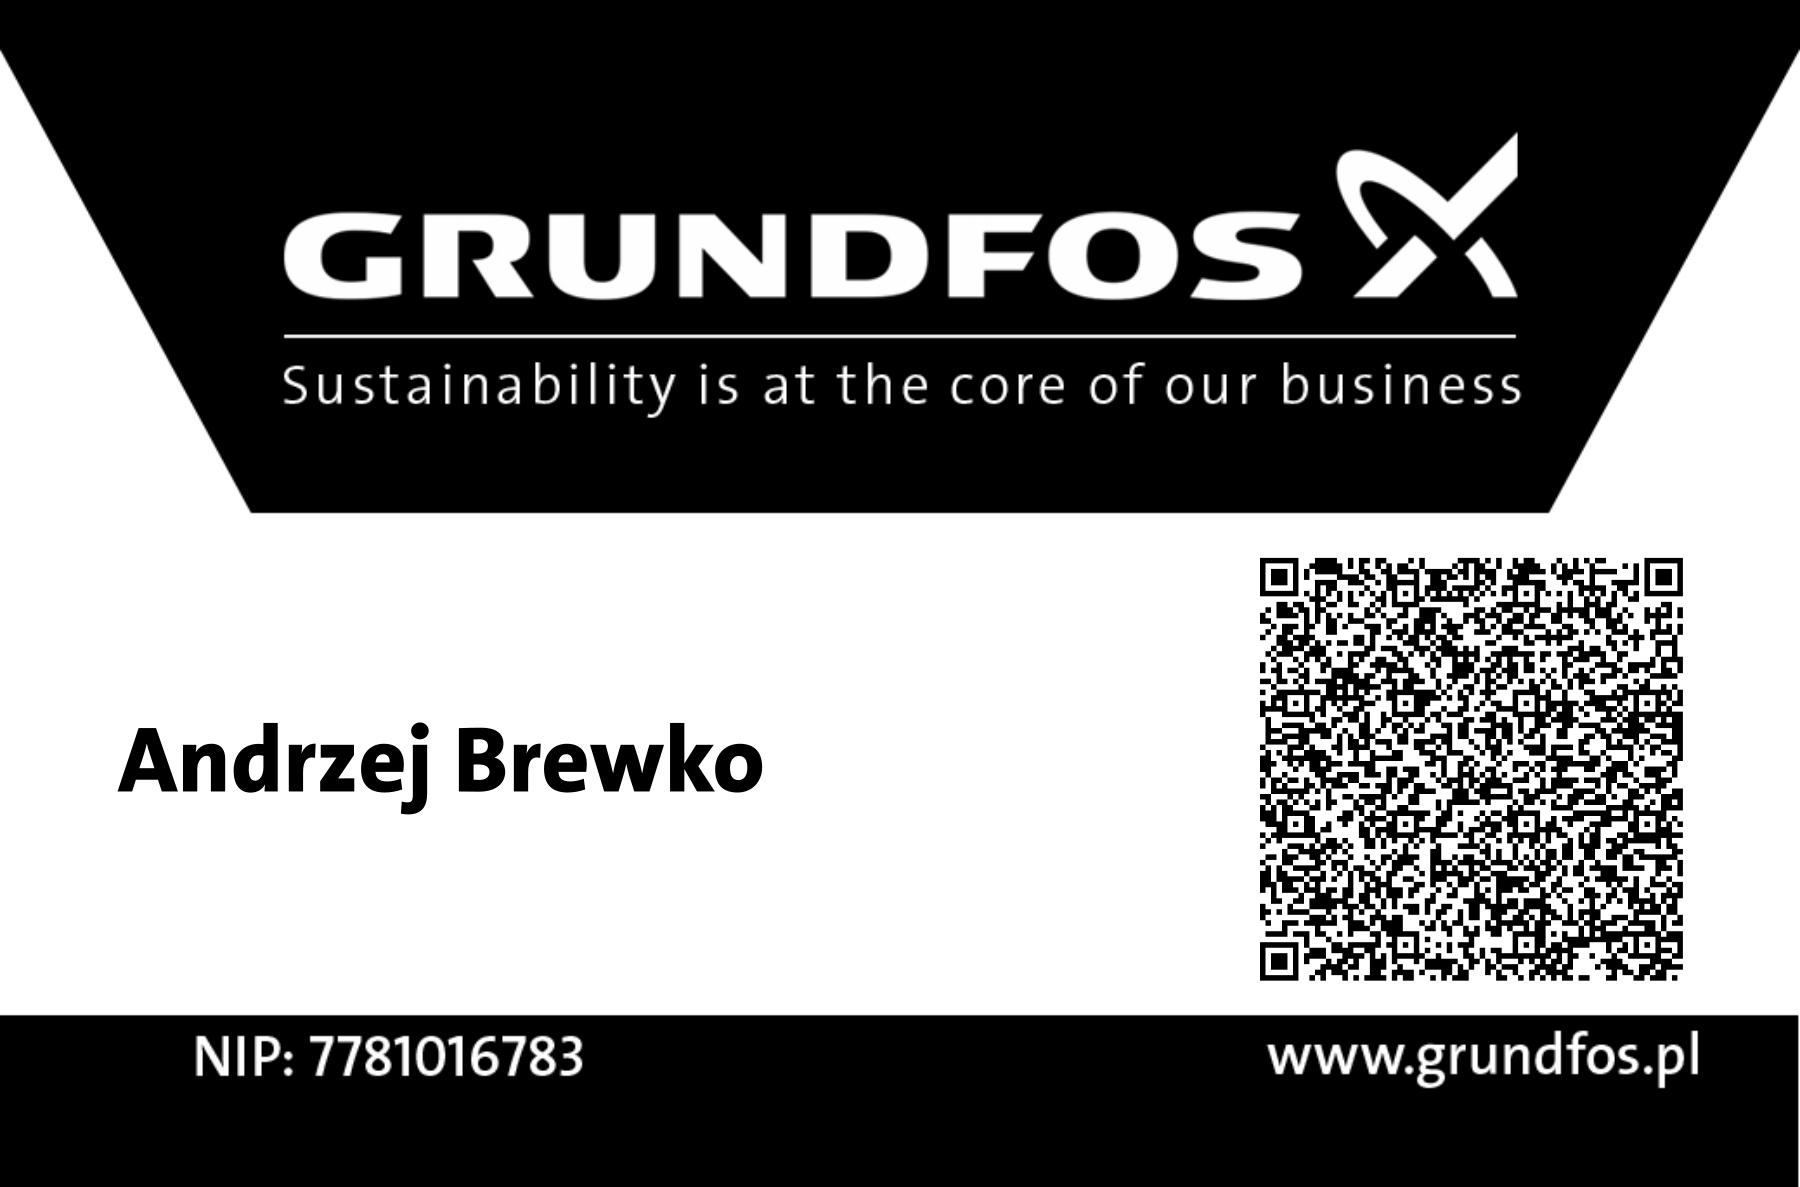 GRUNDFOS
Sustainability is at the core of our business
Andrzej Brewko
NIP: 7781016783
www.grundfos.pl